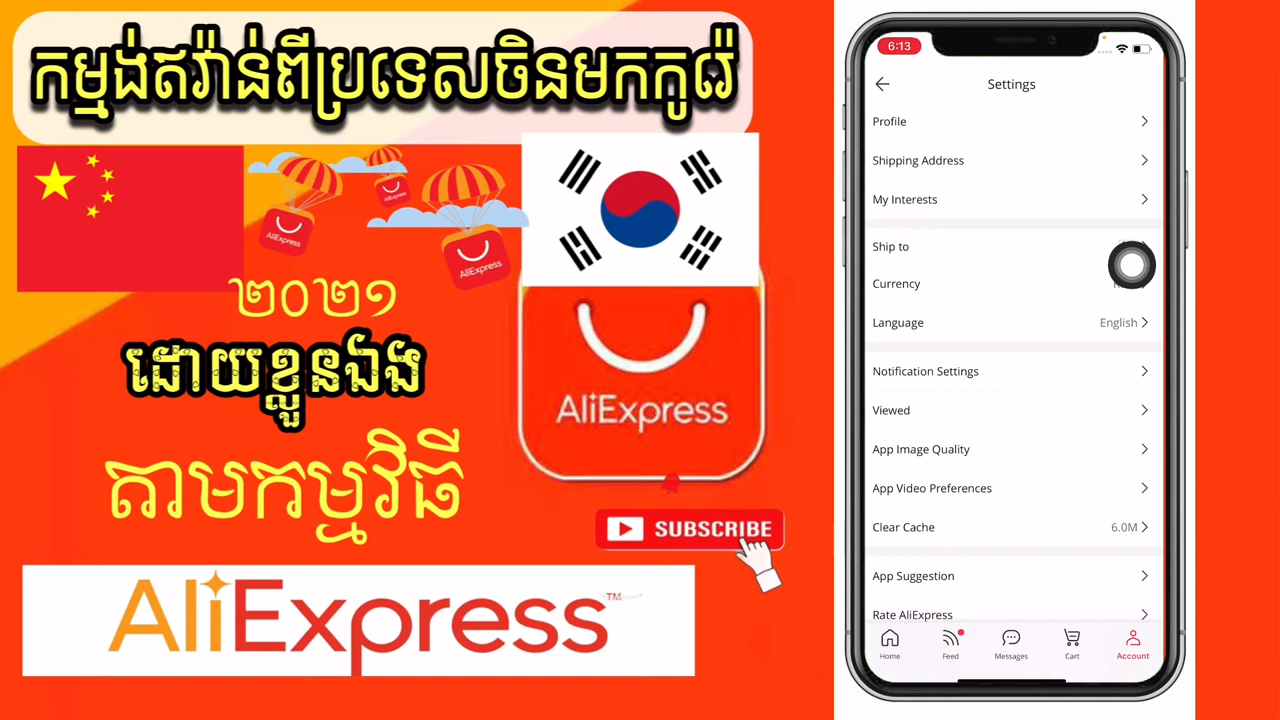 កម្មង់ឥវ៉ាន់ពីប្រទេសចិនមកកូរ៉េ
AliExpress
AliExpress
AliExpress
២០២១
ដោយខ្លួនឯង
តាមកម្មវិធី
AliExpress
SUBSCRIBE
AliExpress
TM
6:13
Settings
Profile
Shipping Address
My Interests
Ship to
Currency
Language English
Notification Settings
Viewed
App Image Quality
App Video Preferences
Clear Cache 6.0M
App Suggestion
Rate AliExpress
Home Feed Messages Cart Account